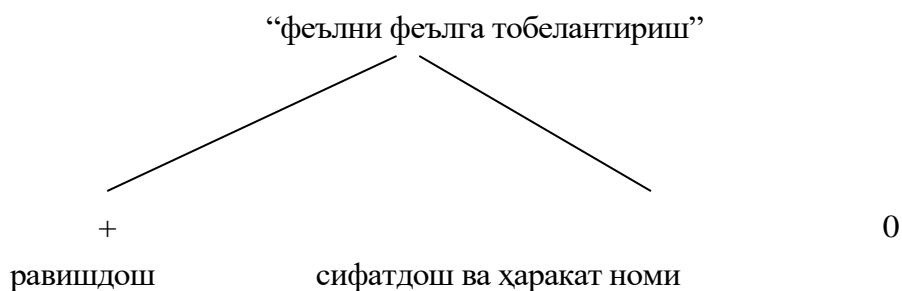 “феълни феълга тобелантириш”
+ 0
равишдош сифатдош ва ҳаракат номи